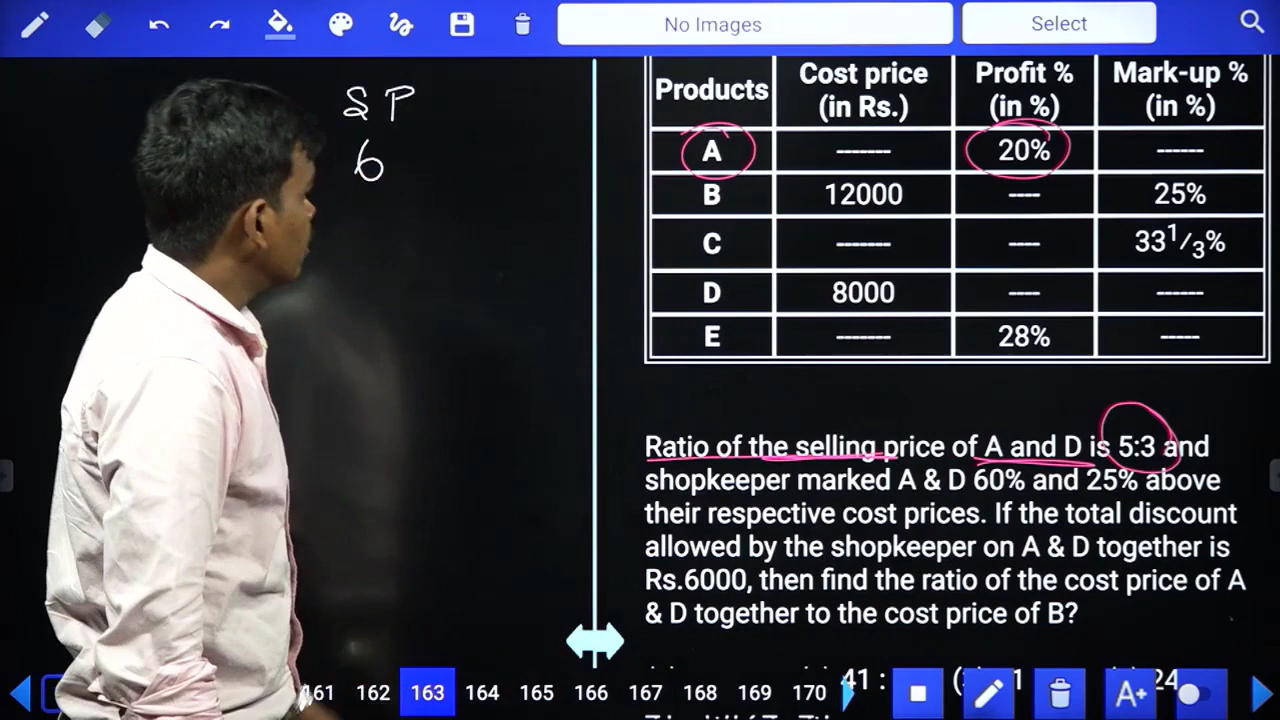 No Images
Select
S P
6
Products Cost price (in Rs.) Profit % (in %) Mark-up % (in %)
A ------- 20% ------
B 12000 ---- 25%
C ------- ---- 33 1/3%
D 8000 ---- ------
E ------- 28% -----
Ratio of the selling price of A and D is 5:3 and
shopkeeper marked A & D 60% and 25% above
their respective cost prices. If the total discount
allowed by the shopkeeper on A & D together is
Rs.6000, then find the ratio of the cost price of A
& D together to the cost price of B?
41 :
161 162 163 164 165 166 167 168 169 170
A+